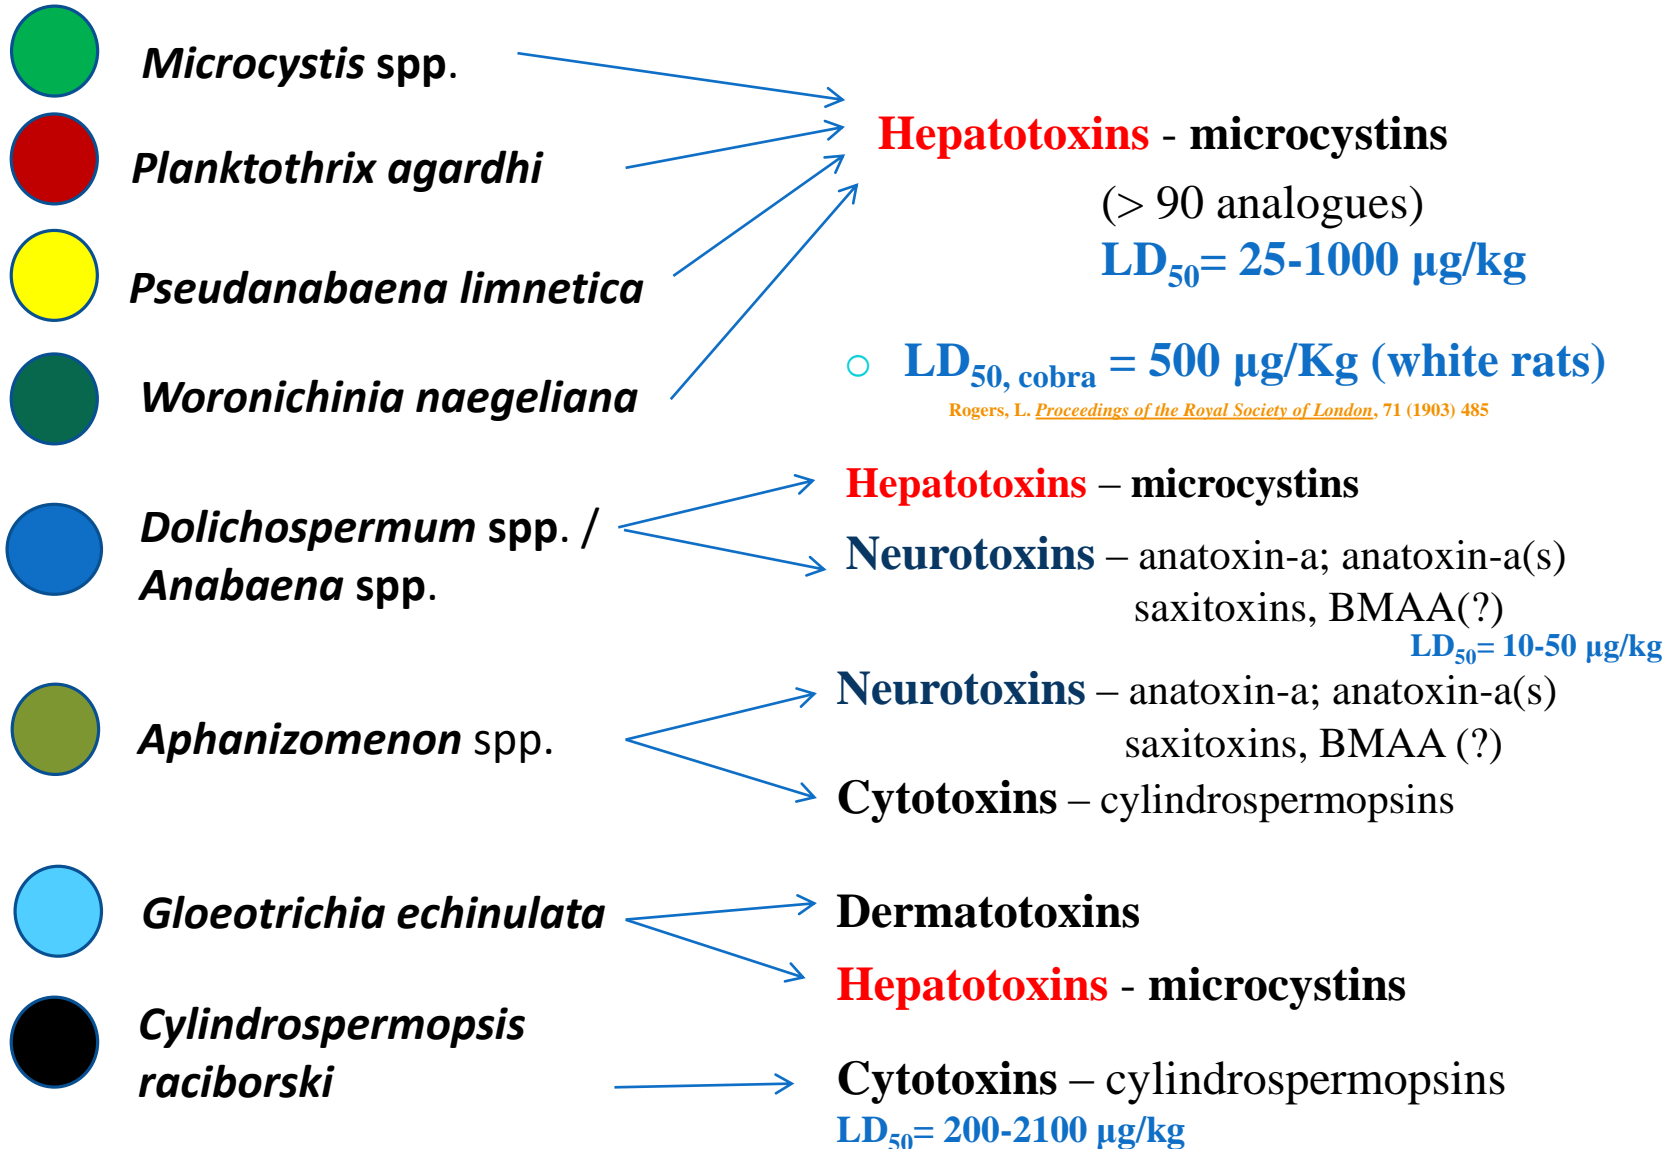 Microcystis spp.
Planktothrix agardhi
Pseudanabaena limnetica
Woronichinia naegeliana
Dolichospermum spp. /
Anabaena spp.
Aphanizomenon spp.
Gloeotrichia echinulata
Cylindrospermopsis
raciborski
Hepatotoxins - microcystins
(> 90 analogues)
LD50= 25-1000 µg/kg
○ LD50, cobra = 500 µg/Kg (white rats)
Rogers, L. Proceedings of the Royal Society of London, 71 (1903) 485
Hepatotoxins – microcystins
Neurotoxins – anatoxin-a; anatoxin-a(s)
saxitoxins, BMAA(?)
LD50= 10-50 µg/kg
Neurotoxins – anatoxin-a; anatoxin-a(s)
saxitoxins, BMAA (?)
Cytotoxins – cylindrospermopsins
Dermatotoxins
Hepatotoxins - microcystins
Cytotoxins – cylindrospermopsins
LD50= 200-2100 µg/kg